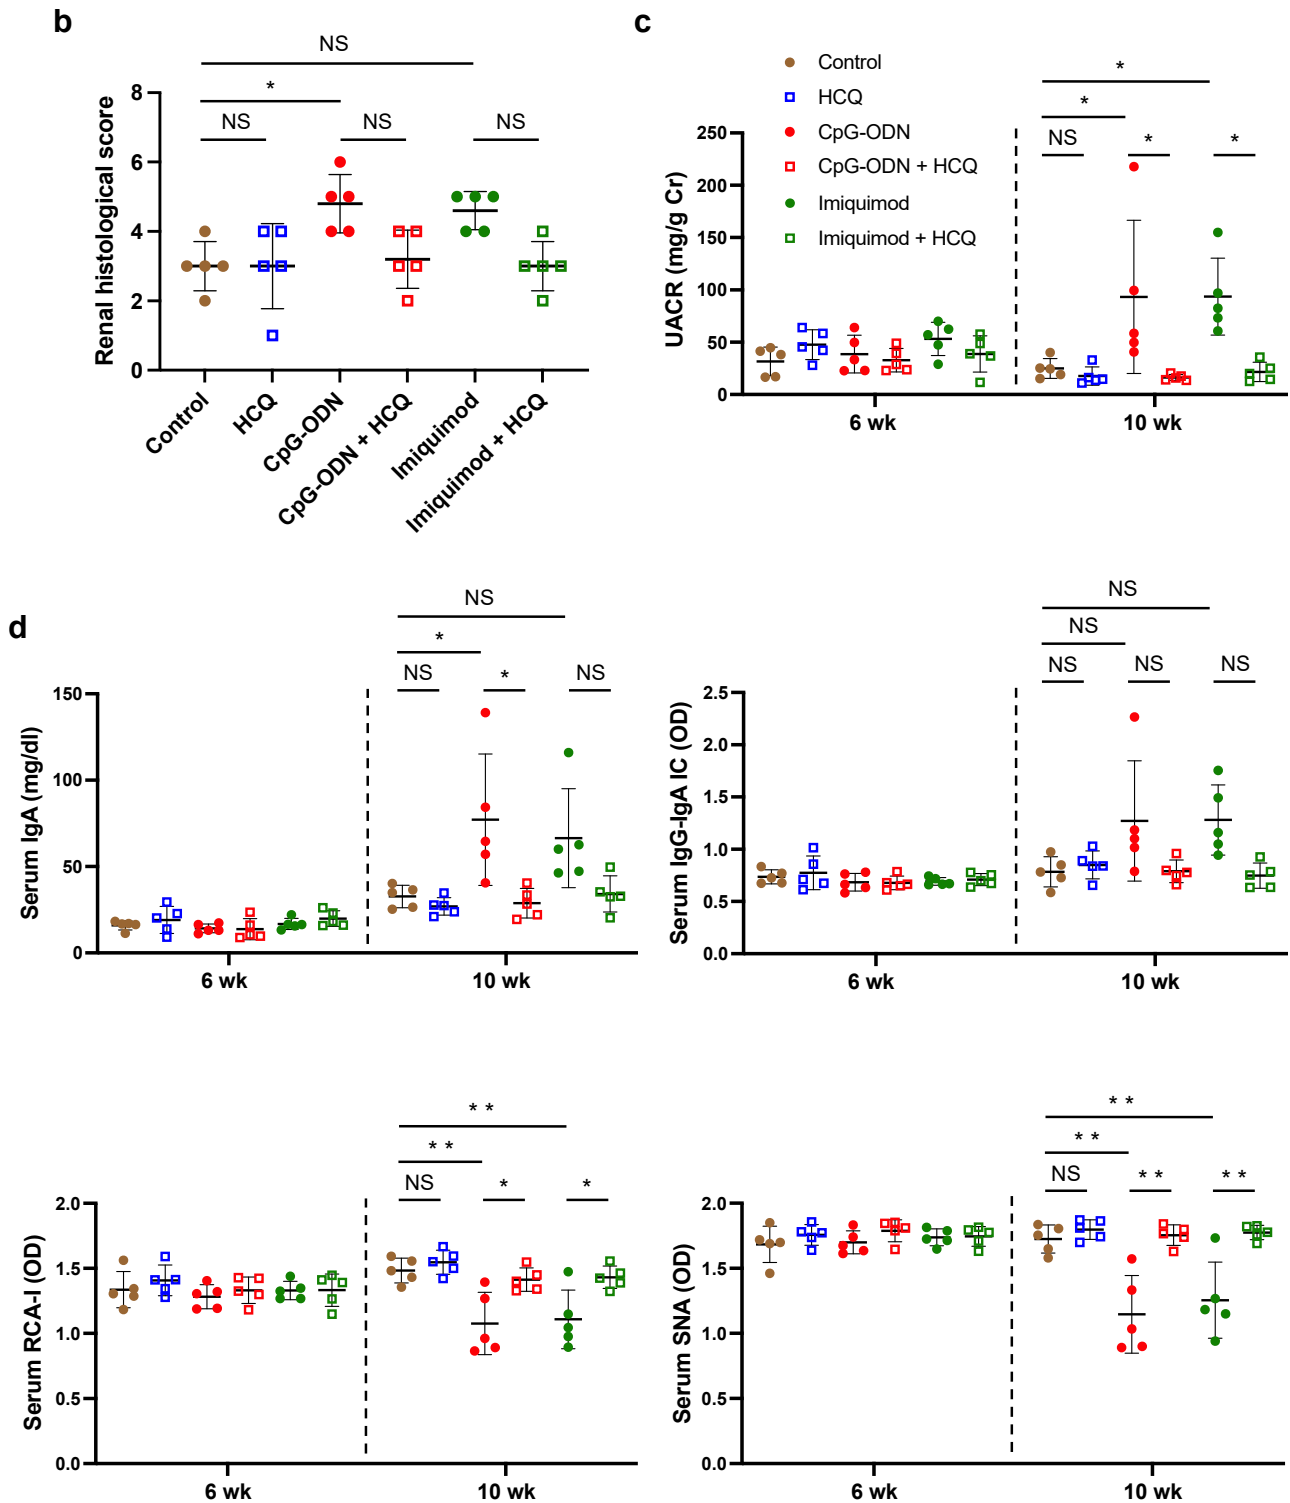 b
NS
*
NS
NS
NS
Renal histological score
8
6
4
2
0
Control
HCQ
CpG-ODN
CpG-ODN + HCQ
Imiquimod
Imiquimod + HCQ
c
Control
HCQ
CpG-ODN
CpG-ODN + HCQ
Imiquimod
Imiquimod + HCQ
*
*
NS
*
*
UACR (mg/g Cr)
250
200
150
100
50
0
6 wk
10 wk
d
NS
*
NS
*
NS
Serum IgA (mg/dl)
150
100
50
0
6 wk
10 wk
NS
NS
NS
NS
NS
Serum IgG-IgA IC (OD)
2.5
2.0
1.5
1.0
0.5
0.0
6 wk
10 wk
* *
* *
NS
*
*
Serum RCA-I (OD)
2.0
1.5
1.0
0.5
0.0
6 wk
10 wk
* *
* *
NS
* *
* *
Serum SNA (OD)
2.0
1.5
1.0
0.5
0.0
6 wk
10 wk